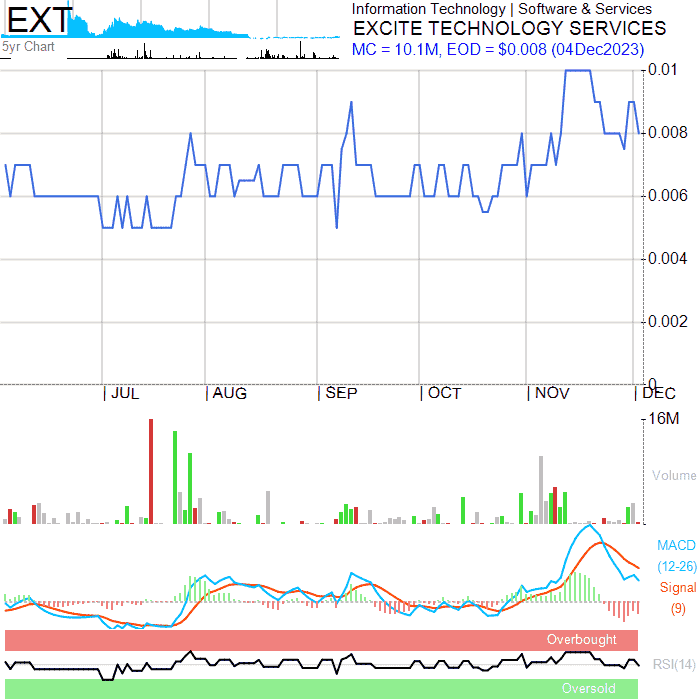 EXT
5yr Chart
Information Technology | Software & Services
EXCITE TECHNOLOGY SERVICES
MC = 10.1M, EOD = $0.008 (04Dec2023)
0.01
0.008
0.006
0.004
0.002
0
| JUL | AUG | SEP | OCT | NOV | DEC
16M
Volume
MACD
(12-26)
Signal
(9)
Overbought
RSI(14)
Oversold